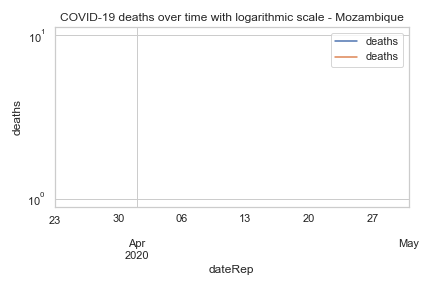 COVID-19 deaths over time with logarithmic scale - Mozambique
10¹
deaths
deaths
deaths
10⁰
23 30 06 13 20 27
Apr May
2020
dateRep